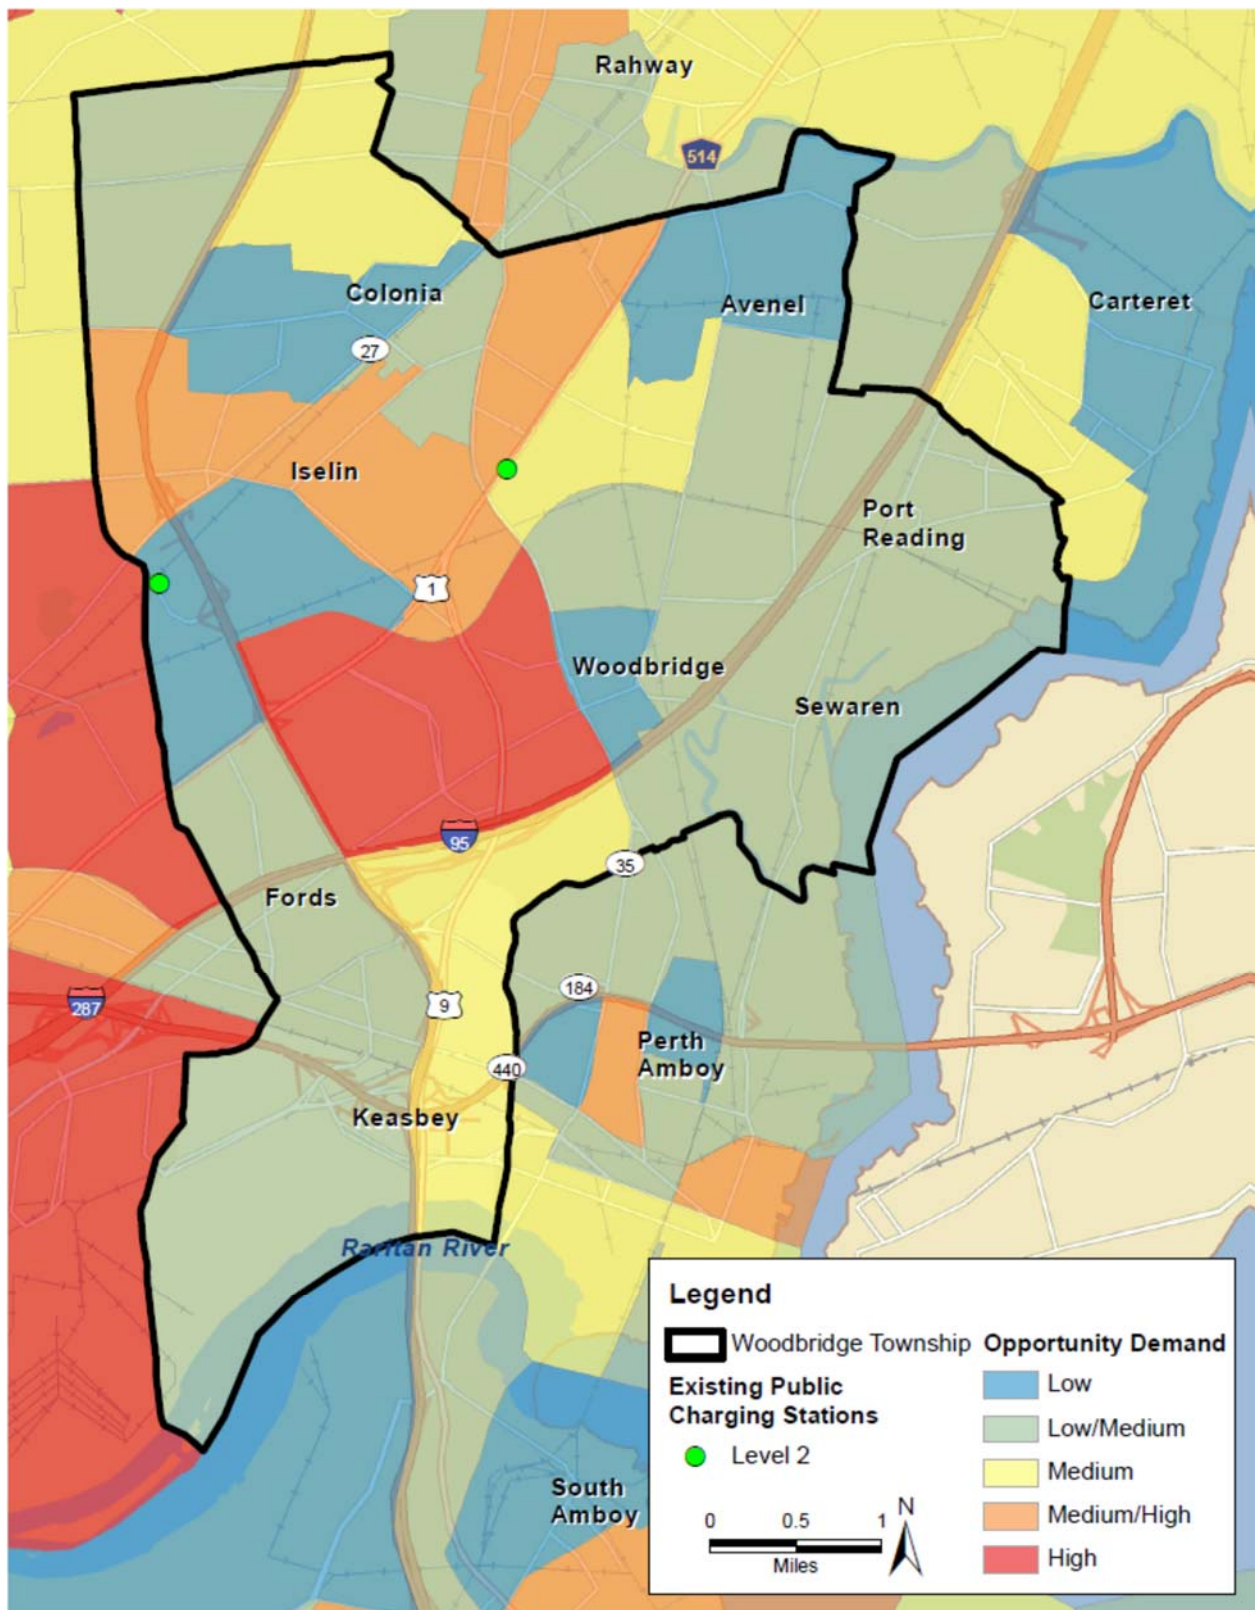 Rahway
514
Colonia
Avenel
Carteret
27
Iselin
Port
Reading
1
Woodbridge
Sewaren
95
35
Fords
184
287
9
Perth
Amboy
440
Keasbey
Raritan River
Legend
Woodbridge Township
Opportunity Demand
Existing Public
Charging Stations
Level 2
Low
Low/Medium
Medium
Medium/High
High
0 0.5 1
Miles
N
South
Amboy